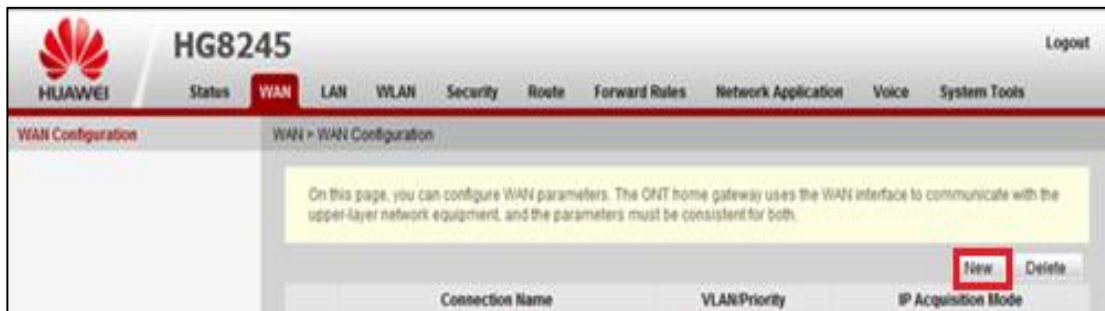 HUAWEI
HG8245
Logout
Status WAN LAN WLAN Security Route Forward Rules Network Application Voice System Tools
WAN Configuration
WAN > WAN Configuration
On this page, you can configure WAN parameters. The ONT home gateway uses the WAN interface to communicate with the
upper-layer network equipment, and the parameters must be consistent for both.
New Delete
Connection Name VLAN/Priority IP Acquisition Mode